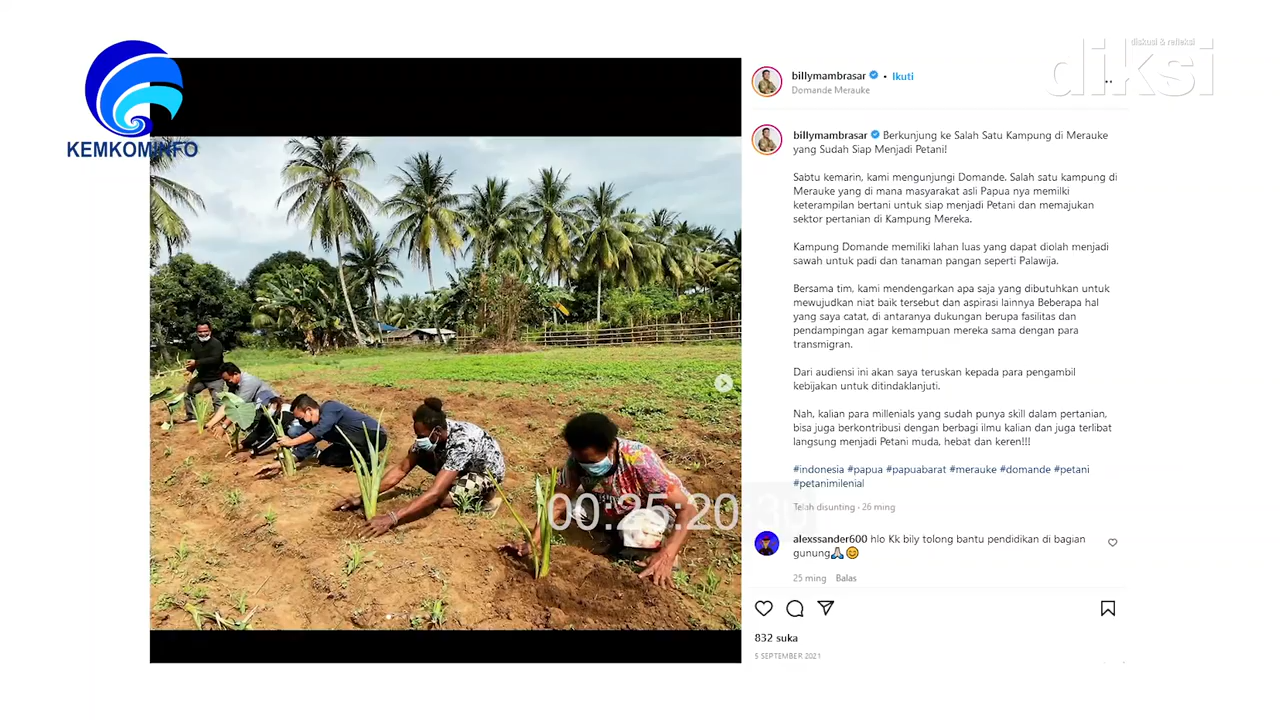 KEMKOMINFO
diskusi & refleksi
diksi
billymambrasar • Ikuti
Domande Merauke
billymambrasar Berkunjung ke Salah Satu Kampung di Merauke
yang Sudah Siap Menjadi Petani!
Sabtu kemarin, kami mengunjungi Domande. Salah satu kampung di
Merauke yang di mana masyarakat asli Papua nya memilki
keterampilan bertani untuk siap menjadi Petani dan memajukan
sektor pertanian di Kampung Mereka.
Kampung Domande memiliki lahan luas yang dapat diolah menjadi
sawah untuk padi dan tanaman pangan seperti Palawija.
Bersama tim, kami mendengarkan apa saja yang dibutuhkan untuk
mewujudkan niat baik tersebut dan aspirasi lainnya Beberapa hal
yang saya catat, di antaranya dukungan berupa fasilitas dan
pendampingan agar kemampuan mereka sama dengan para
transmigran.
Dari audiensi ini akan saya teruskan kepada para pengambil
kebijakan untuk ditindaklanjuti.
Nah, kalian para millenials yang sudah punya skill dalam pertanian,
bisa juga berkontribusi dengan berbagi ilmu kalian dan juga terlibat
langsung menjadi Petani muda, hebat dan keren!!!
#indonesia #papua #papuabarat #merauke #domande #petani
#petanimilenial
00:25:20
Telah disunting · 26 ming
alexssander600 hlo Kk bily tolong bantu pendidikan di bagian
gunung🙏🏻😊
25 ming Balas
832 suka
5 SEPTEMBER 2021